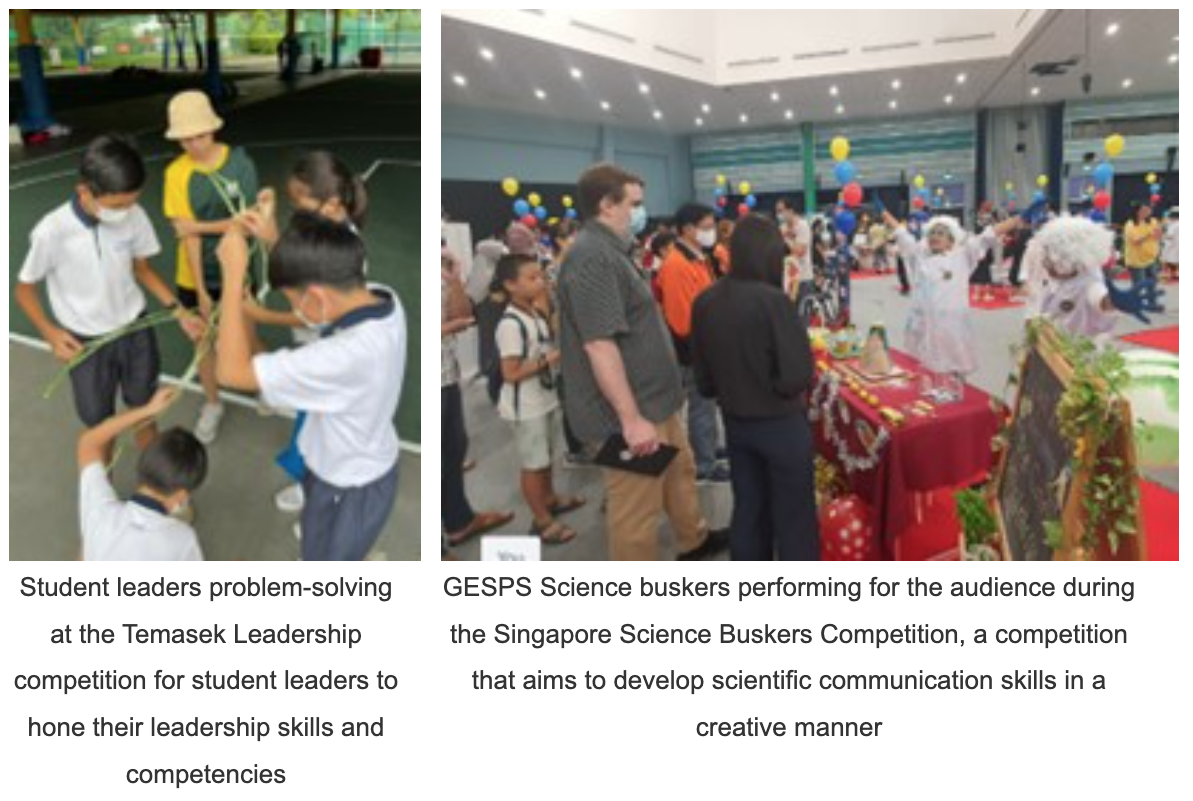 Student leaders problem-solving
at the Temasek Leadership
competition for student leaders to
hone their leadership skills and
competencies
GESPS Science buskers performing for the audience during
the Singapore Science Buskers Competition, a competition
that aims to develop scientific communication skills in a
creative manner